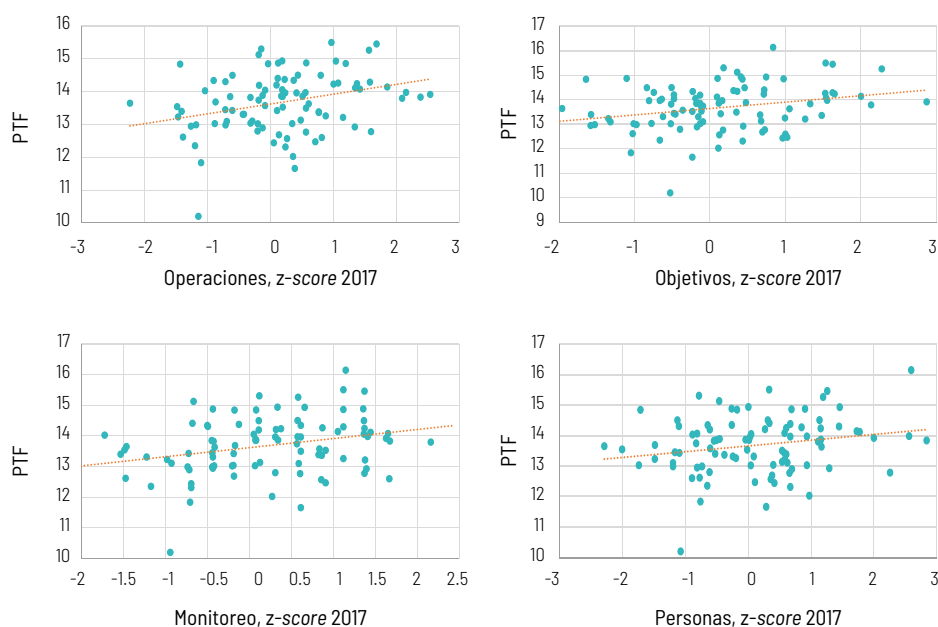 16
15
14
13
12
11
10
PTF
-3 -2 -1 0 1 2 3
Operaciones, z-score 2017
17
16
15
14
13
12
11
10
9
PTF
-2 -1 0 1 2 3
Objetivos, z-score 2017
17
16
15
14
13
12
11
10
PTF
-2 -1.5 -1 -0.5 0 0.5 1 1.5 2 2.5
Monitoreo, z-score 2017
17
16
15
14
13
12
11
10
PTF
-3 -2 -1 0 1 2 3
Personas, z-score 2017